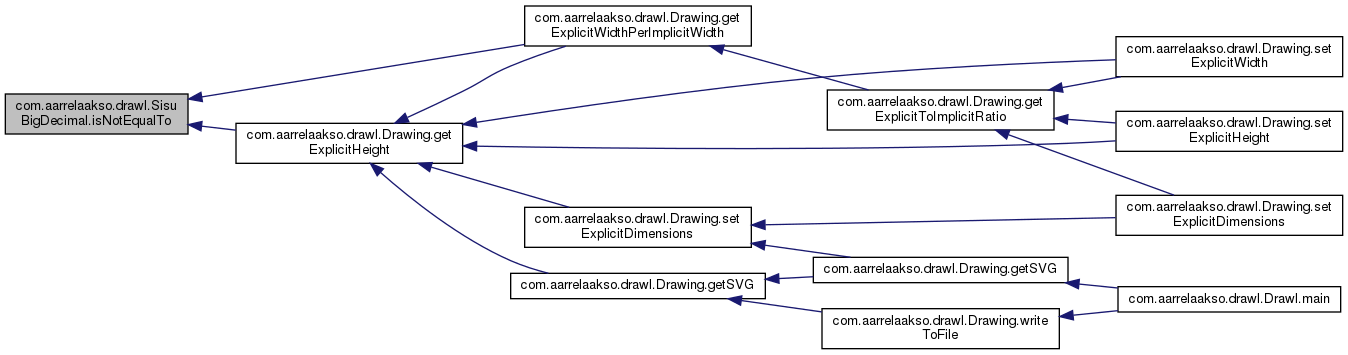 com.aarrelaakso.drawl.Sisu
BigDecimal.isNotEqualTo
com.aarrelaakso.drawl.Drawing.get
ExplicitWidthPerImplicitWidth
com.aarrelaakso.drawl.Drawing.get
ExplicitHeight
com.aarrelaakso.drawl.Drawing.get
ExplicitToImplicitRatio
com.aarrelaakso.drawl.Drawing.set
ExplicitWidth
com.aarrelaakso.drawl.Drawing.set
ExplicitHeight
com.aarrelaakso.drawl.Drawing.set
ExplicitDimensions
com.aarrelaakso.drawl.Drawing.set
ExplicitDimensions
com.aarrelaakso.drawl.Drawing.getSVG
com.aarrelaakso.drawl.Drawing.getSVG
com.aarrelaakso.drawl.Drawl.main
com.aarrelaakso.drawl.Drawing.write
ToFile